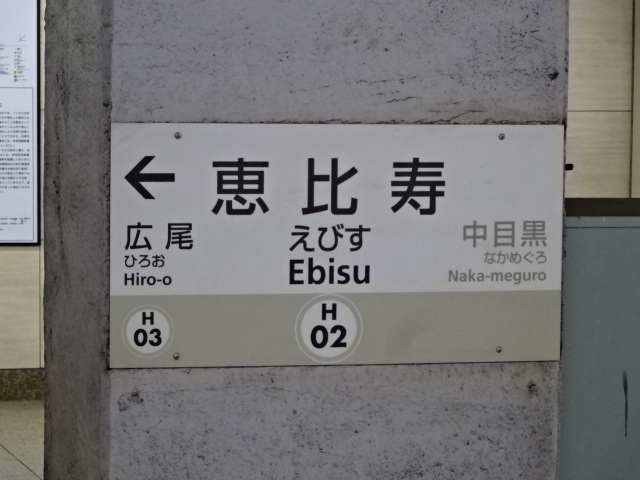 ← 恵比寿
広尾
ひろお
Hiro-o
えびす
Ebisu
中目黒
なかめぐろ
Naka-meguro
H
03
H
02